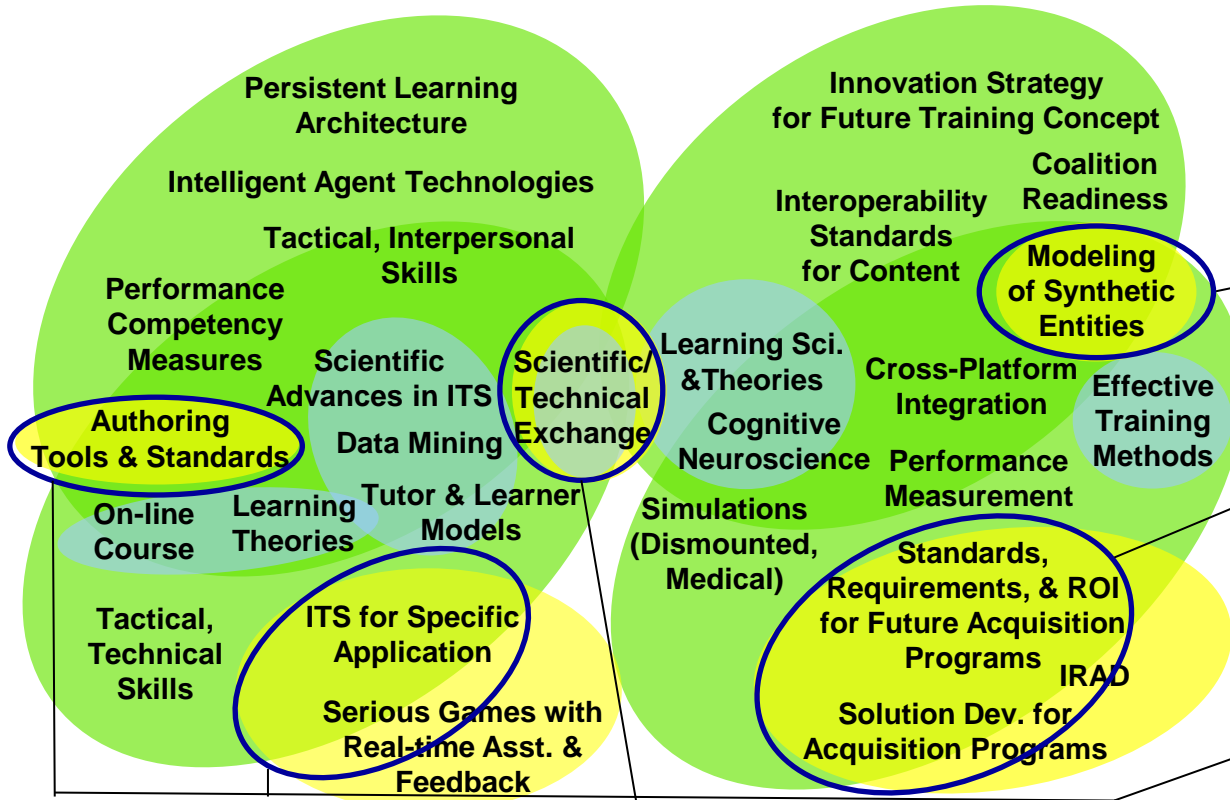 Persistent Learning
Architecture
Intelligent Agent Technologies
Tactical, Interpersonal
Skills
Performance
Competency
Measures
Scientific
Advances in ITS
Data Mining
Authoring
Tools & Standards
On-line
Course
Learning
Theories
Tutor & Learner
Models
Tactical,
Technical
Skills
ITS for Specific
Application
Serious Games with
Real-time Asst. &
Feedback
Scientific/
Technical
Exchange
Innovation Strategy
for Future Training Concept
Coalition
Readiness
Interoperability
Standards
for Content
Modeling
of Synthetic
Entities
Learning Sci.
&Theories
Cognitive
Neuroscience
Cross-Platform
Integration
Effective
Training
Methods
Performance
Measurement
Simulations
(Dismounted,
Medical)
Standards,
Requirements, & ROI
for Future Acquisition
Programs
IRAD
Solution Dev. for
Acquisition Programs